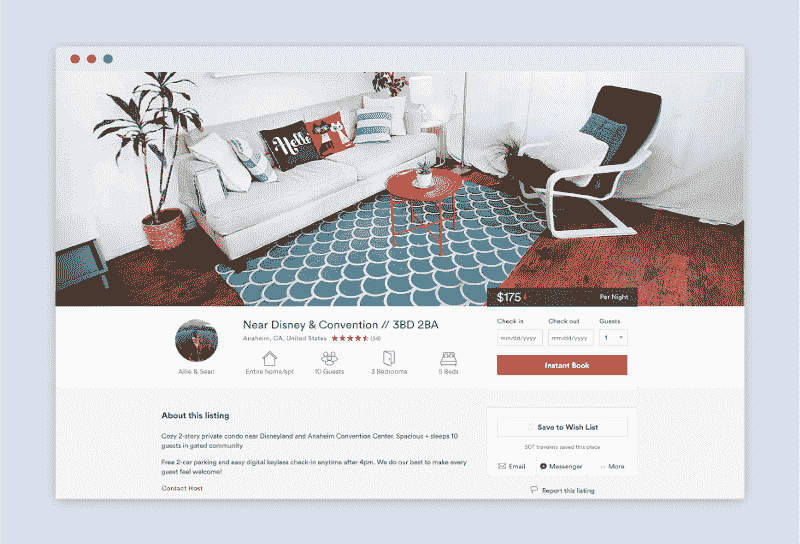 Hello
$175
Per Night
Near Disney & Convention // 3BD 2BA
Anaheim, CA, United States (54)
Check in Check out Guests
mm/dd/yyyy mm/dd/yyyy 1
Instant Book
Allie & Sean
Entire home/apt 10 Guests 3 Bedrooms 5 Beds
About this listing
Cozy 2-story private condo near Disneyland and Anaheim Convention Center. Spacious + sleeps 10
guests in gated community
Free 2-car parking and easy digital keyless check-in anytime after 4pm. We do our best to make every
guest feel welcome!
Contact Host
Save to Wish List
507 travelers saved this place
Email Messenger ··· More
Report this listing